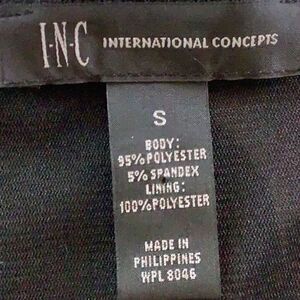 I·N·C INTERNATIONAL CONCEPTS
S
BODY:
95% POLYESTER
5% SPANDEX
LINING:
100% POLYESTER
MADE IN
PHILIPPINES
WPL 8046